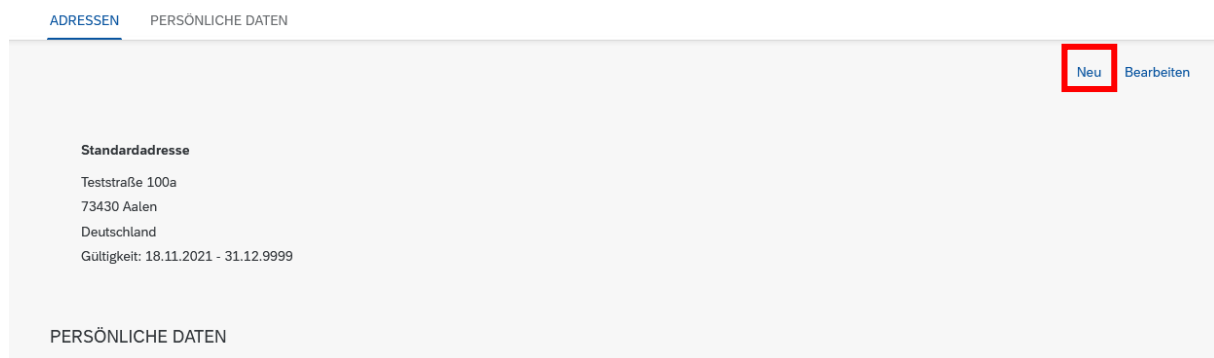 ADRESSEN PERSÖNLICHE DATEN
Neu Bearbeiten
Standardadresse
Teststraße 100a
73430 Aalen
Deutschland
Gültigkeit: 18.11.2021 - 31.12.9999
PERSÖNLICHE DATEN